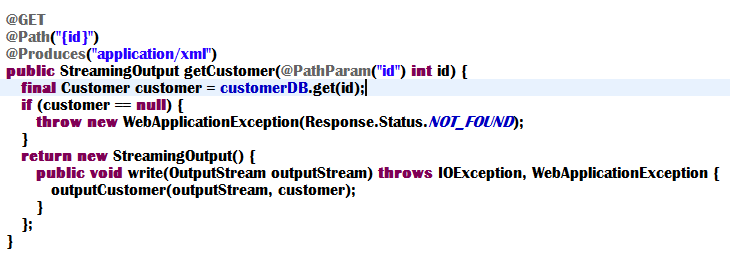 @GET
@Path("{id}")
@Produces("application/xml")
public StreamingOutput getCustomer(@PathParam("id") int id) {
final Customer customer = customerDB.get(id);
if (customer == null) {
throw new WebApplicationException(Response.Status.NOT_FOUND);
}
return new StreamingOutput() {
public void write(OutputStream outputStream) throws IOException, WebApplicationException {
outputCustomer(outputStream, customer);
}
};
}